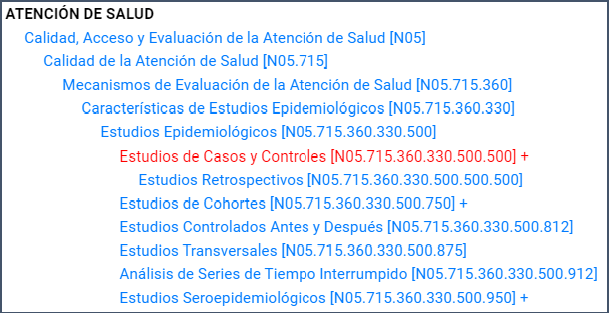 ATENCIÓN DE SALUD
Calidad, Acceso y Evaluación de la Atención de Salud [N05]
Calidad de la Atención de Salud [N05.715]
Mecanismos de Evaluación de la Atención de Salud [N05.715.360]
Características de Estudios Epidemiológicos [N05.715.360.330]
Estudios Epidemiológicos [N05.715.360.330.500]
Estudios de Casos y Controles [N05.715.360.330.500.500] +
Estudios Retrospectivos [N05.715.360.330.500.500.500]
Estudios de Cohortes [N05.715.360.330.500.750] +
Estudios Controlados Antes y Después [N05.715.360.330.500.812]
Estudios Transversales [N05.715.360.330.500.875]
Análisis de Series de Tiempo Interrumpido [N05.715.360.330.500.912]
Estudios Seroepidemiológicos [N05.715.360.330.500.950] +